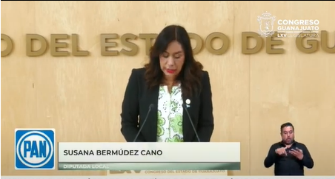 CONGRESO
GUANAJUATO
O DEL ESTADO DE GU
PAN
SUSANA BERMÚDEZ CANO
DIPUTADA LOCAL